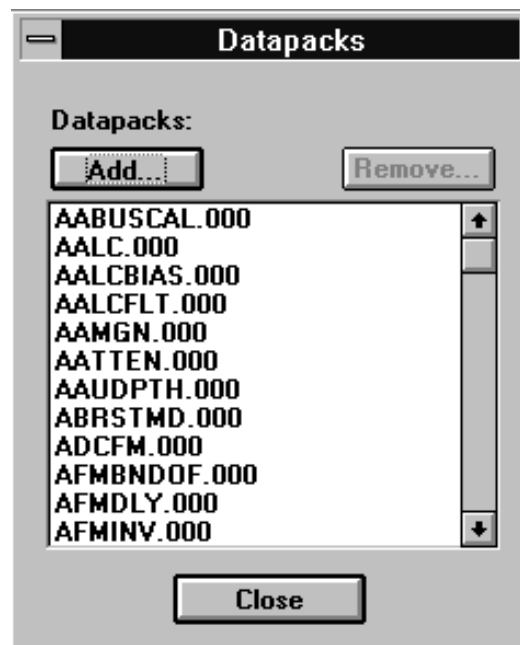 Datapacks
Datapacks:
Add... Remove...
AABUSCAL.000
AALC.000
AALCBIAS.000
AALCFLT.000
AAMGN.000
AATTEN.000
AAUDPTH.000
ABRSTMD.000
ADCFM.000
AFMBNDOF.000
AFMDLY.000
AFMINV.000
Close